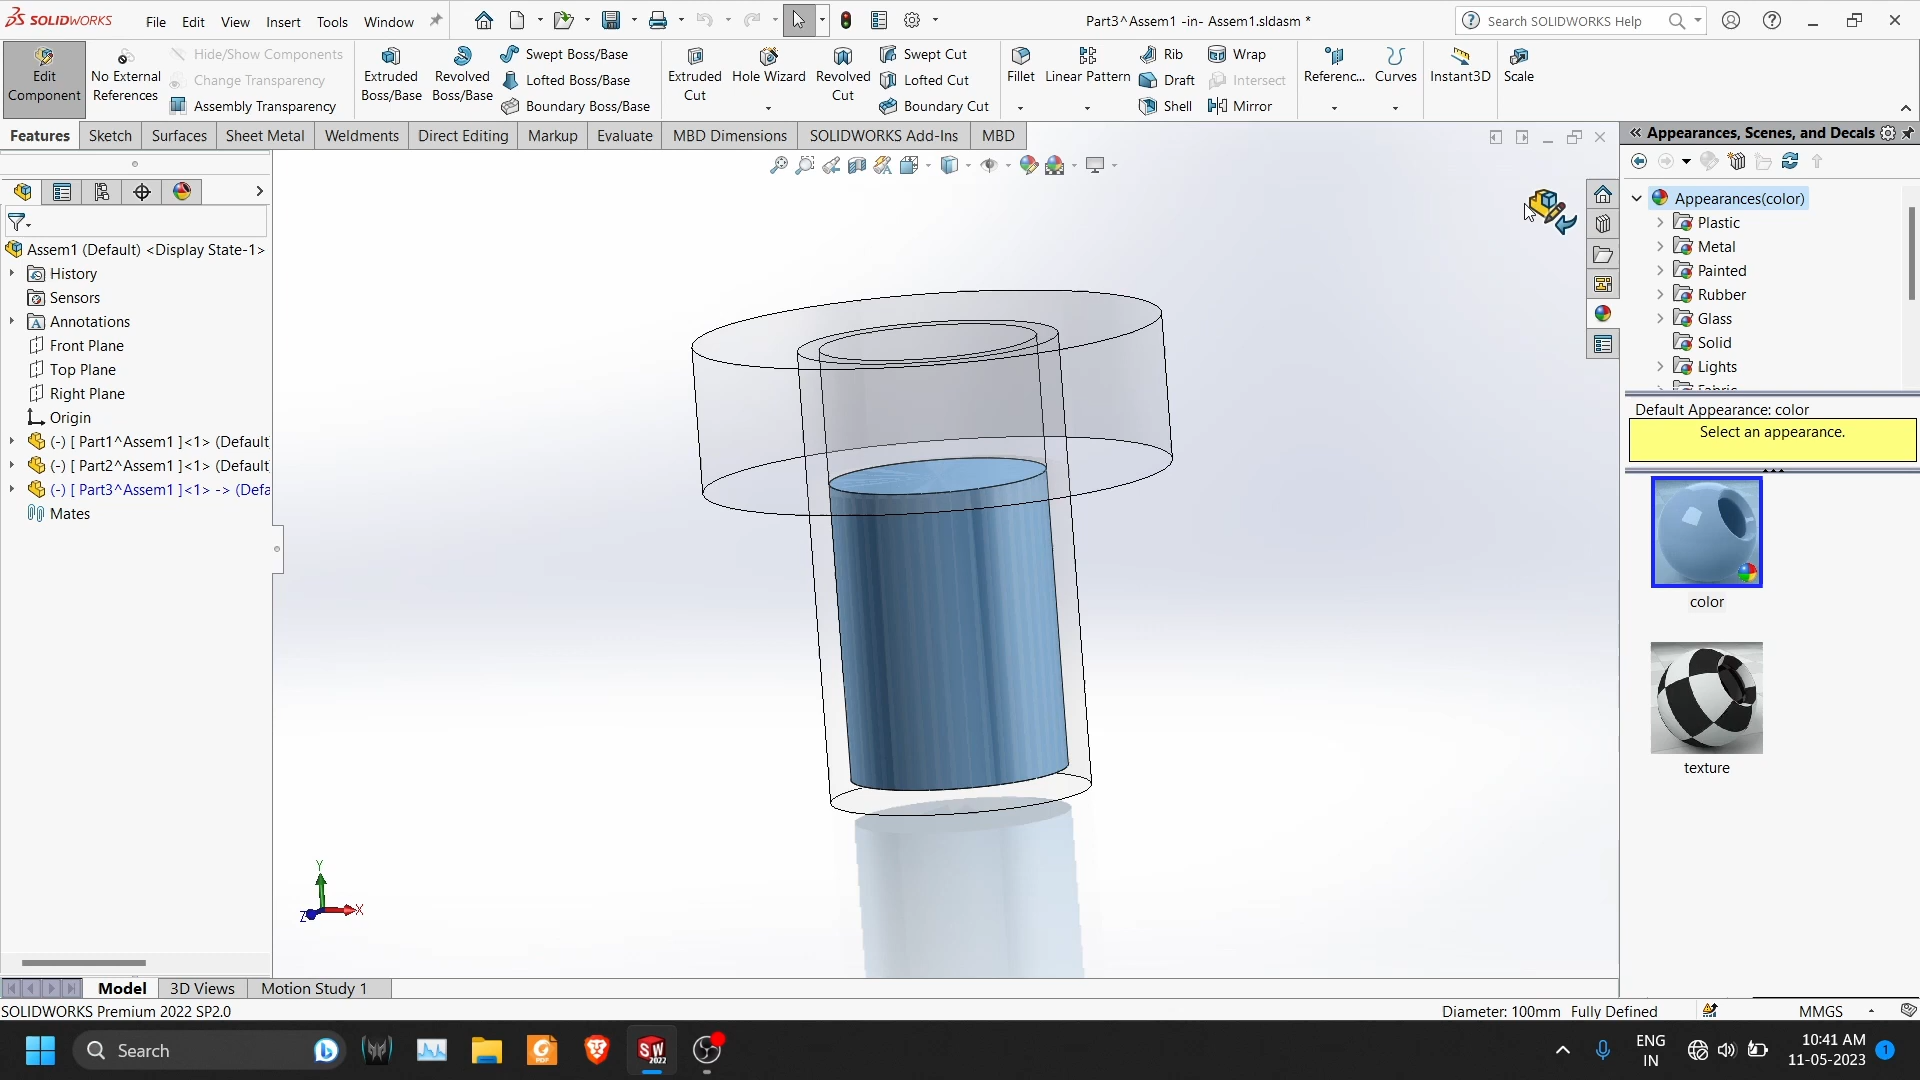 SOLIDWORKS
File Edit View Insert Tools Window
Part3^Assem1 -in- Assem1.sldasm *
Search SOLIDWORKS Help
Edit Component
No External References
Hide/Show Components
Change Transparency
Assembly Transparency
Extruded Boss/Base
Revolved Boss/Base
Swept Boss/Base
Lofted Boss/Base
Boundary Boss/Base
Extruded Cut
Hole Wizard
Revolved Cut
Swept Cut
Lofted Cut
Boundary Cut
Fillet
Linear Pattern
Rib
Draft
Shell
Wrap
Intersect
Mirror
Referenc...
Curves
Instant3D
Scale
Features Sketch Surfaces Sheet Metal Weldments Direct Editing Markup Evaluate MBD Dimensions SOLIDWORKS Add-Ins MBD
Assem1 (Default) <Display State-1>
History
Sensors
Annotations
Front Plane
Top Plane
Right Plane
Origin
(-) [ Part1^Assem1 ]<1> (Default
(-) [ Part2^Assem1 ]<1> (Default
(-) [ Part3^Assem1 ]<1> -> (Defa
Mates
Y
X
Z
Appearances, Scenes, and Decals
Appearances(color)
Plastic
Metal
Painted
Rubber
Glass
Solid
Lights
Fabric
Default Appearance: color
Select an appearance.
color
texture
Model 3D Views Motion Study 1
SOLIDWORKS Premium 2022 SP2.0
Diameter: 100mm Fully Defined
MMGS
Search
SW
2022
PDF
ENG
IN
10:41 AM
11-05-2023
1